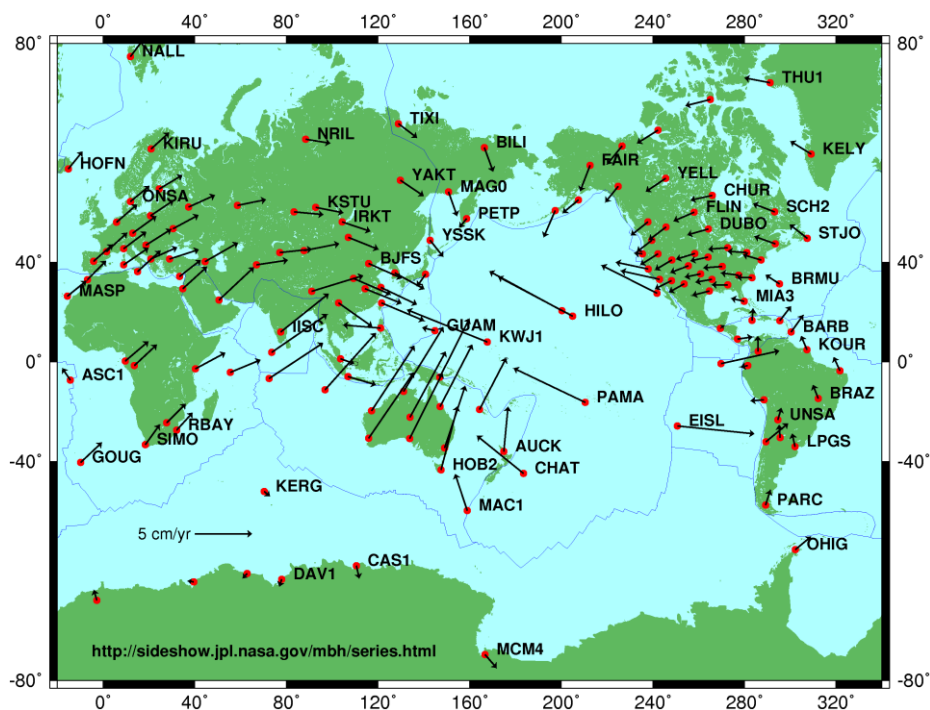 0° 40° 80° 120° 160° 200° 240° 280° 320°
80° 80°
NALL
THU1
TIXI
NRIL
BILI
KIRU
KELY
HOFN
FAIR
YAKT
YELL
MAG0
CHUR
ONSA
KSTU
FLIN
SCH2
PETP
IRKT
DUBO
STJO
YSSK
BJFS
40° 40°
BRMU
MASP
MIA3
HILO
IISC
GUAM
BARB
KWJ1
KOUR
0° 0°
ASC1
BRAZ
PAMA
UNSA
RBAY
EISL
SIMO
LPGS
AUCK
GOUG
HOB2
CHAT
-40° -40°
KERG
PARC
MAC1
5 cm/yr
OHIG
CAS1
DAV1
http://sideshow.jpl.nasa.gov/mbh/series.html
MCM4
-80° -80°
0° 40° 80° 120° 160° 200° 240° 280° 320°